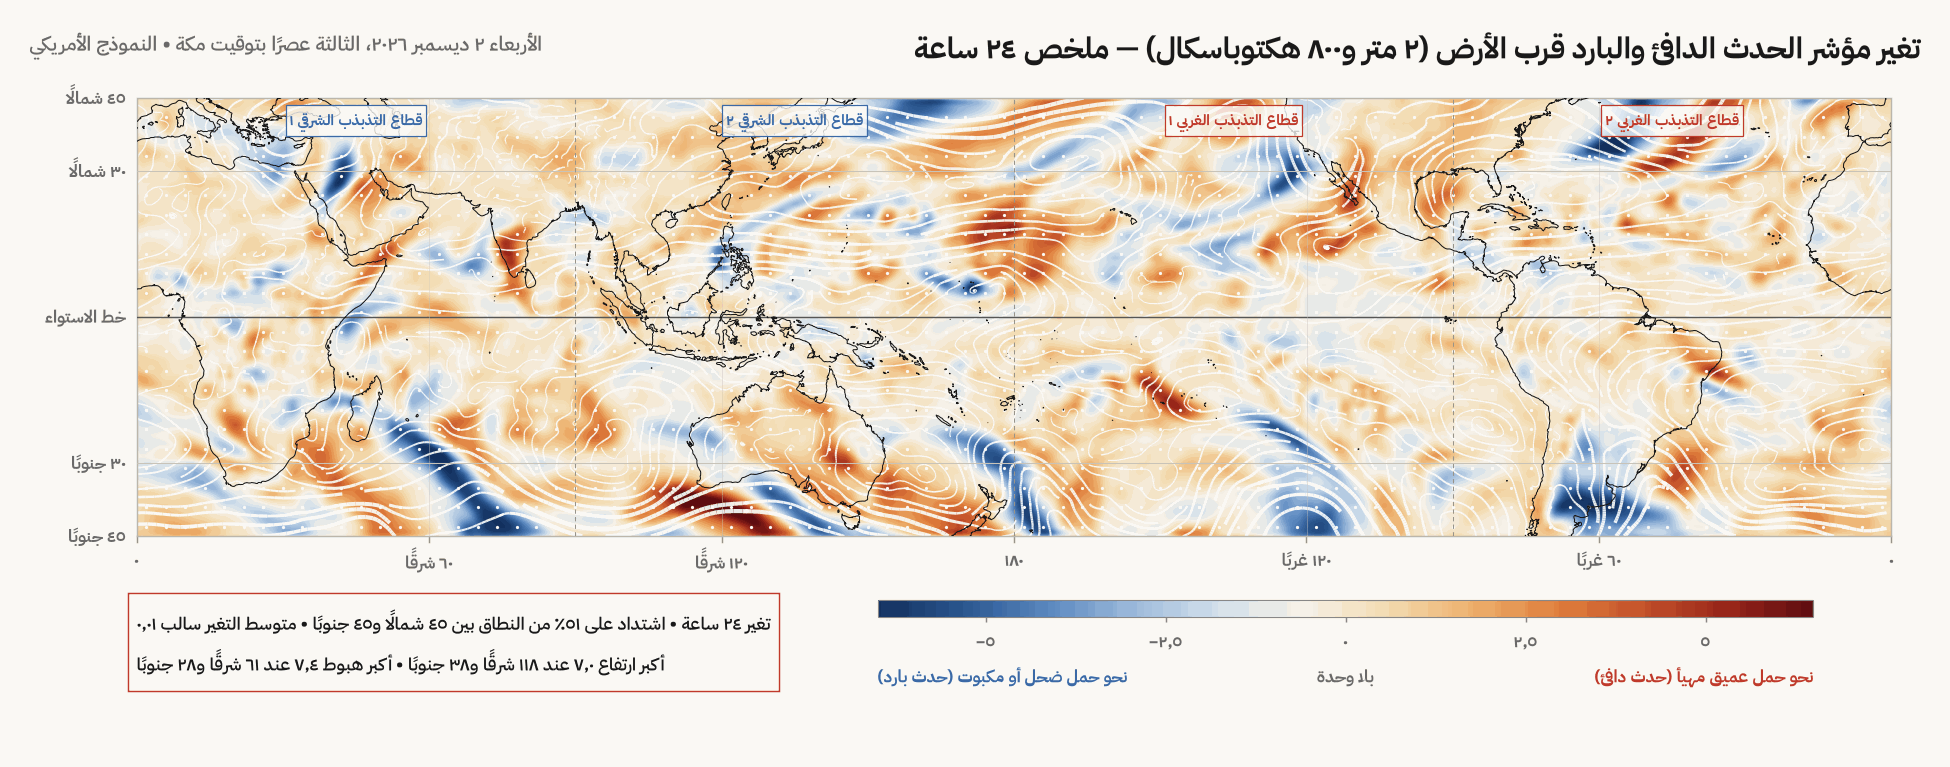 تغير مؤشر الحدث الدافئ والبارد قرب الأرض (٢ متر و٨٠٠ هكتوباسكال) — ملخص ٢٤ ساعة
الأربعاء ٢ ديسمبر ٢٠٢٦، الثالثة عصرًا بتوقيت مكة • النموذج الأمريكي
قطاع التذبذب الشرقي ١
قطاع التذبذب الشرقي ٢
قطاع التذبذب الغربي ١
قطاع التذبذب الغربي ٢
٤٥ شمالًا
٣٠ شمالًا
خط الاستواء
٣٠ جنوبًا
٤٥ جنوبًا
٠
٦٠ شرقًا
١٢٠ شرقًا
١٨٠
١٢٠ غربًا
٦٠ غربًا
٠
تغير ٢٤ ساعة • اشتداد على ٥١٪ من النطاق بين ٤٥ شمالًا و٤٥ جنوبًا • متوسط التغير سالب ٠,٠١
أكبر ارتفاع ٧,٠ عند ١١٨ شرقًا و٣٨ جنوبًا • أكبر هبوط ٧,٤ عند ٦١ شرقًا و٢٨ جنوبًا
−٥
−٢,٥
٠
٢,٥
٥
نحو حمل عميق مهيأ (حدث دافئ)
بلا وحدة
نحو حمل ضحل أو مكبوت (حدث بارد)